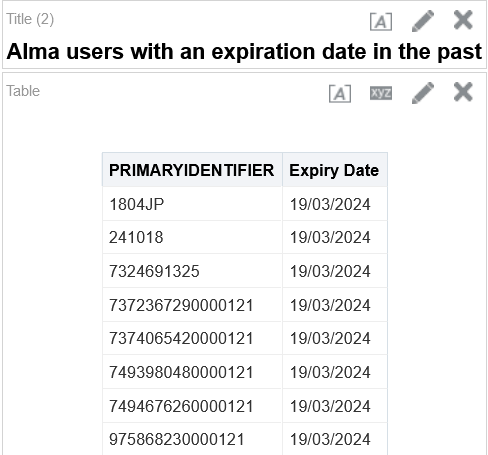 Title (2)
[A]
Alma users with an expiration date in the past
Table
[A] xyz
PRIMARYIDENTIFIER Expiry Date
1804JP 19/03/2024
241018 19/03/2024
7324691325 19/03/2024
7372367290000121 19/03/2024
7374065420000121 19/03/2024
7493980480000121 19/03/2024
7494676260000121 19/03/2024
975868230000121 19/03/2024